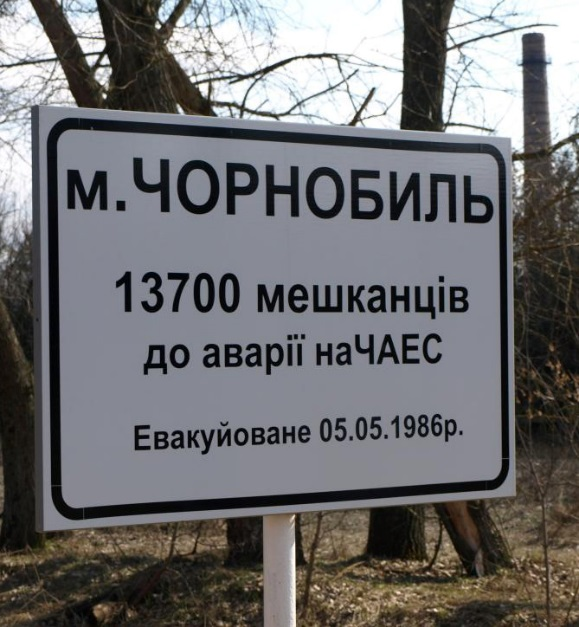 м.ЧОРНОБИЛЬ
13700 мешканців
до аварії наЧАЕС
Евакуйоване 05.05.1986р.